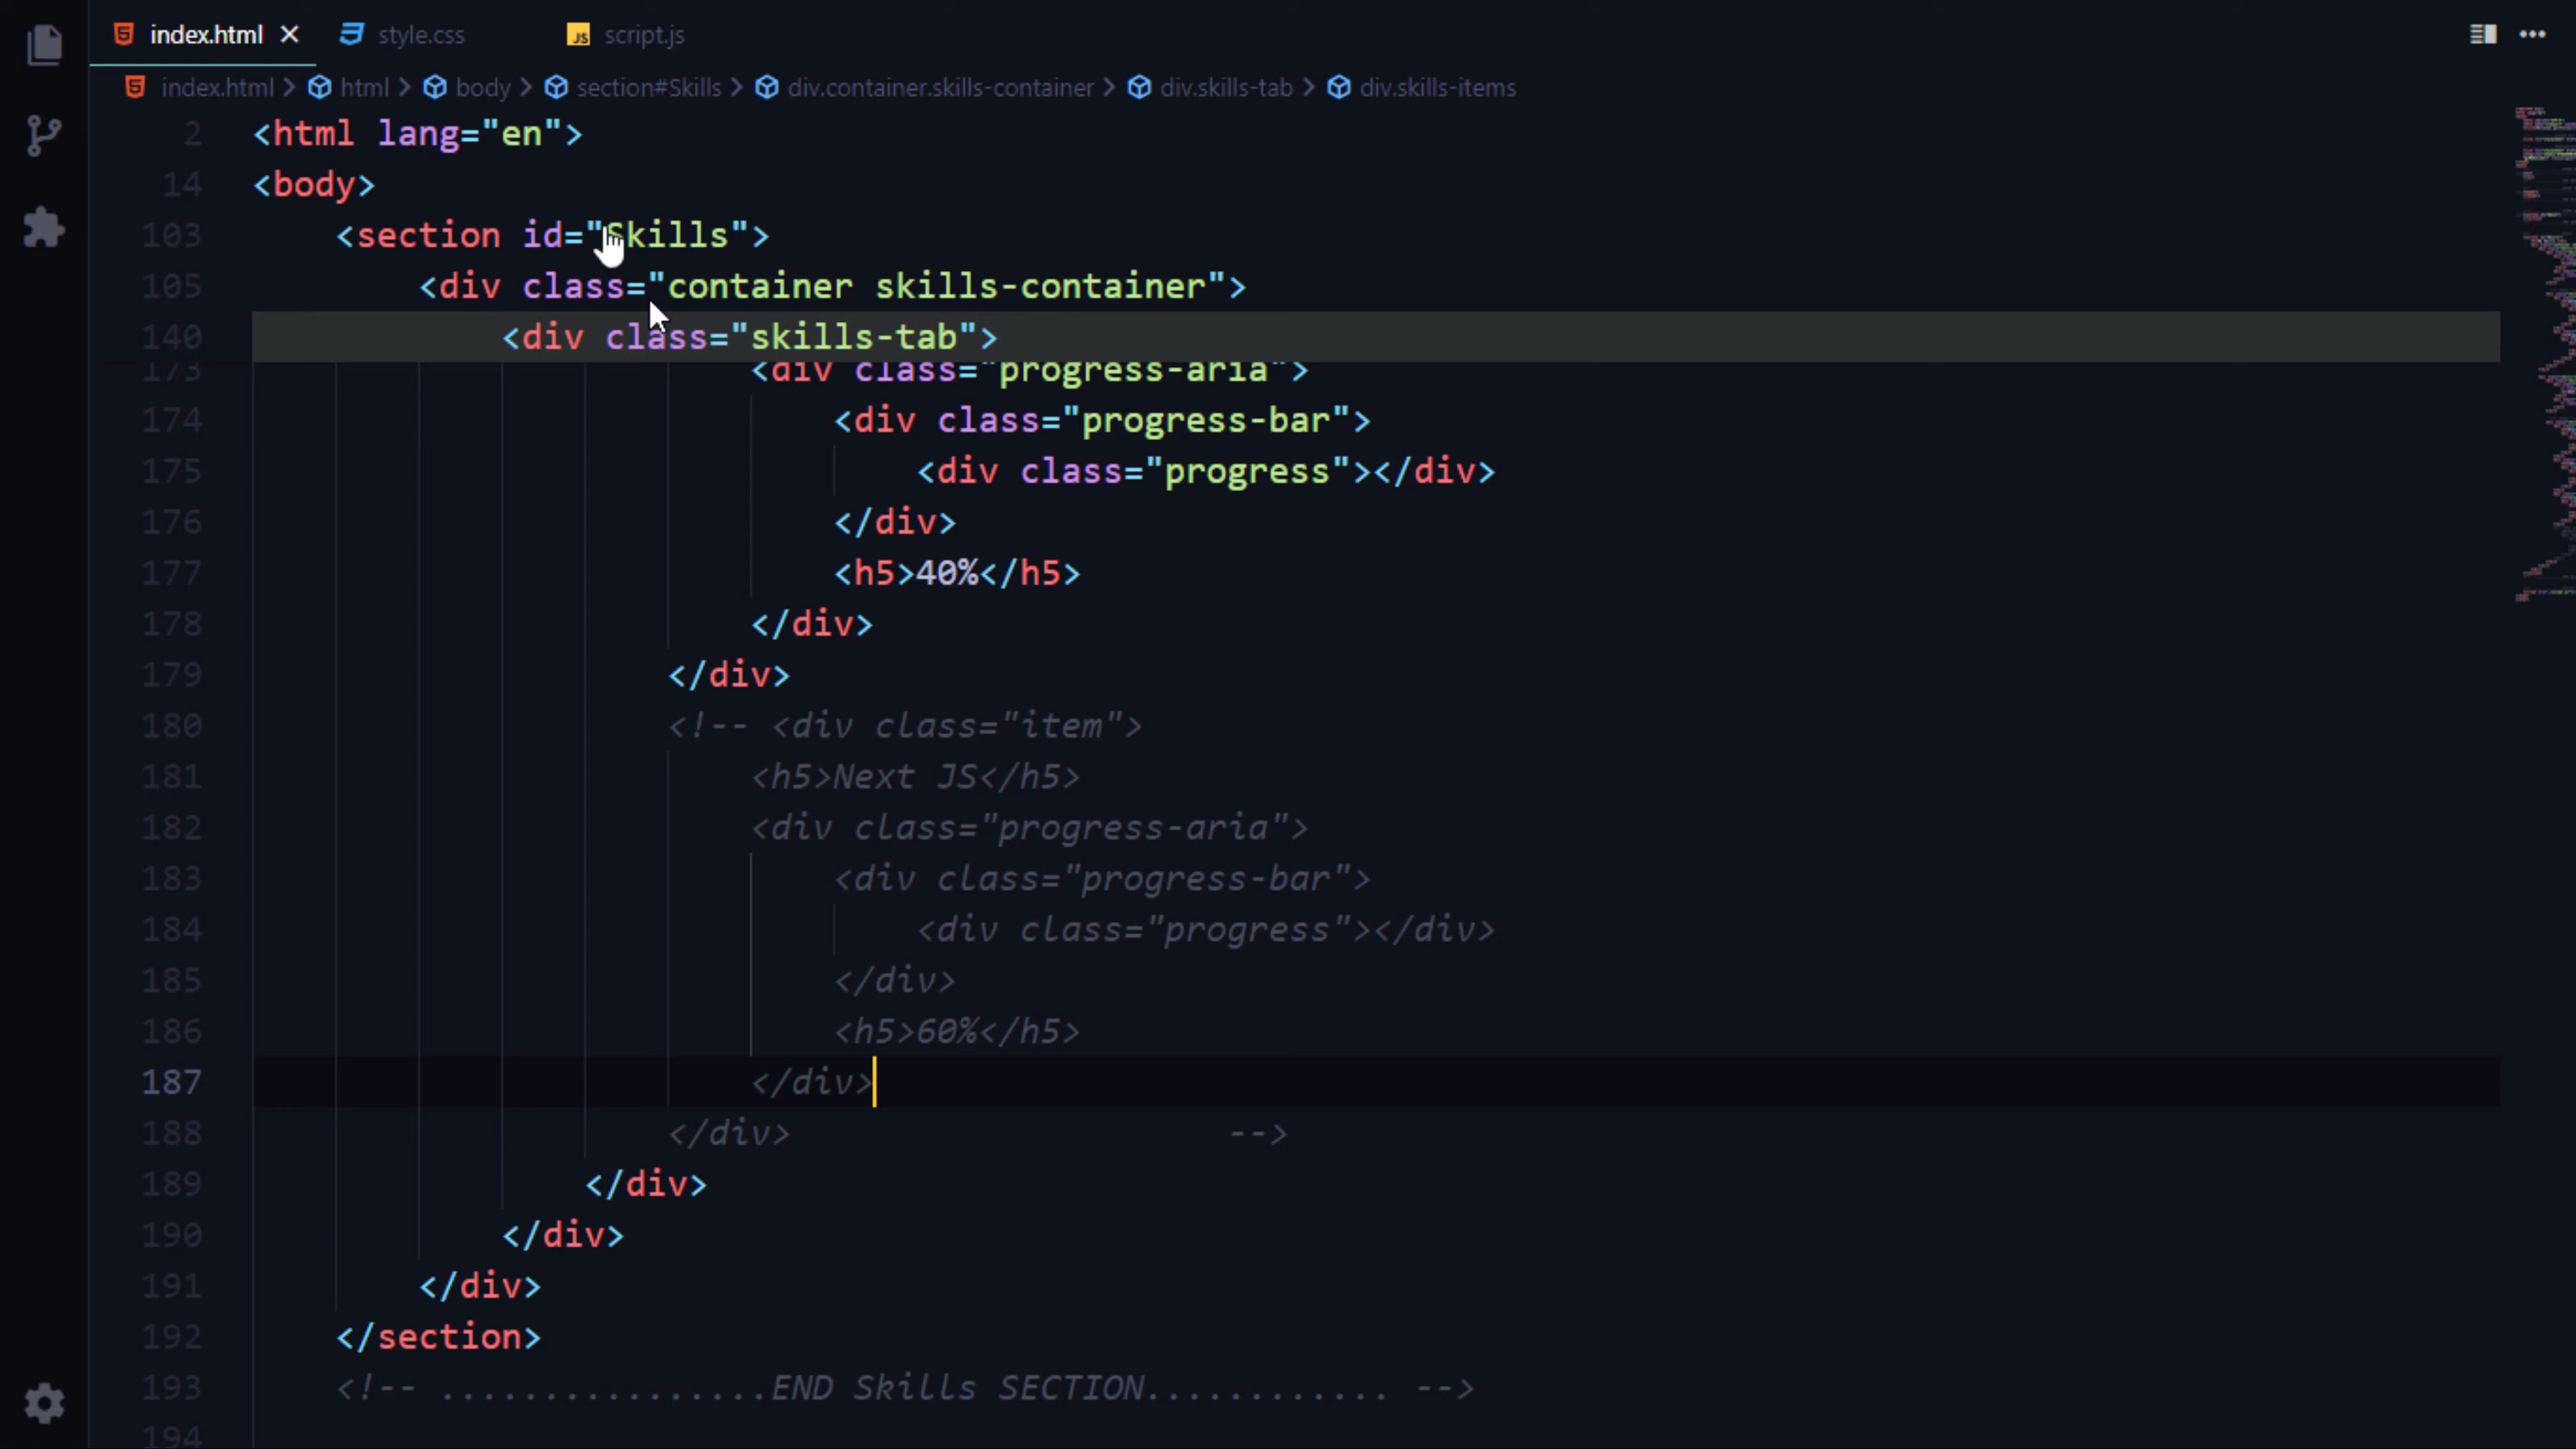 index.html
style.css
JS script.js
index.html > html > body > section#Skills > div.container.skills-container > div.skills-tab > div.skills-items
2 <html lang="en">
14 <body>
103 <section id="Skills">
105 <div class="container skills-container">
140 <div class="skills-tab">
173 <div class="progress-aria">
174 <div class="progress-bar">
175 <div class="progress"></div>
176 </div>
177 <h5>40%</h5>
178 </div>
179 </div>
180 <!-- <div class="item">
181 <h5>Next JS</h5>
182 <div class="progress-aria">
183 <div class="progress-bar">
184 <div class="progress"></div>
185 </div>
186 <h5>60%</h5>
187 </div>
188 </div> -->
189 </div>
190 </div>
191 </div>
192 </section>
193 <!-- ................END Skills SECTION............ -->
194